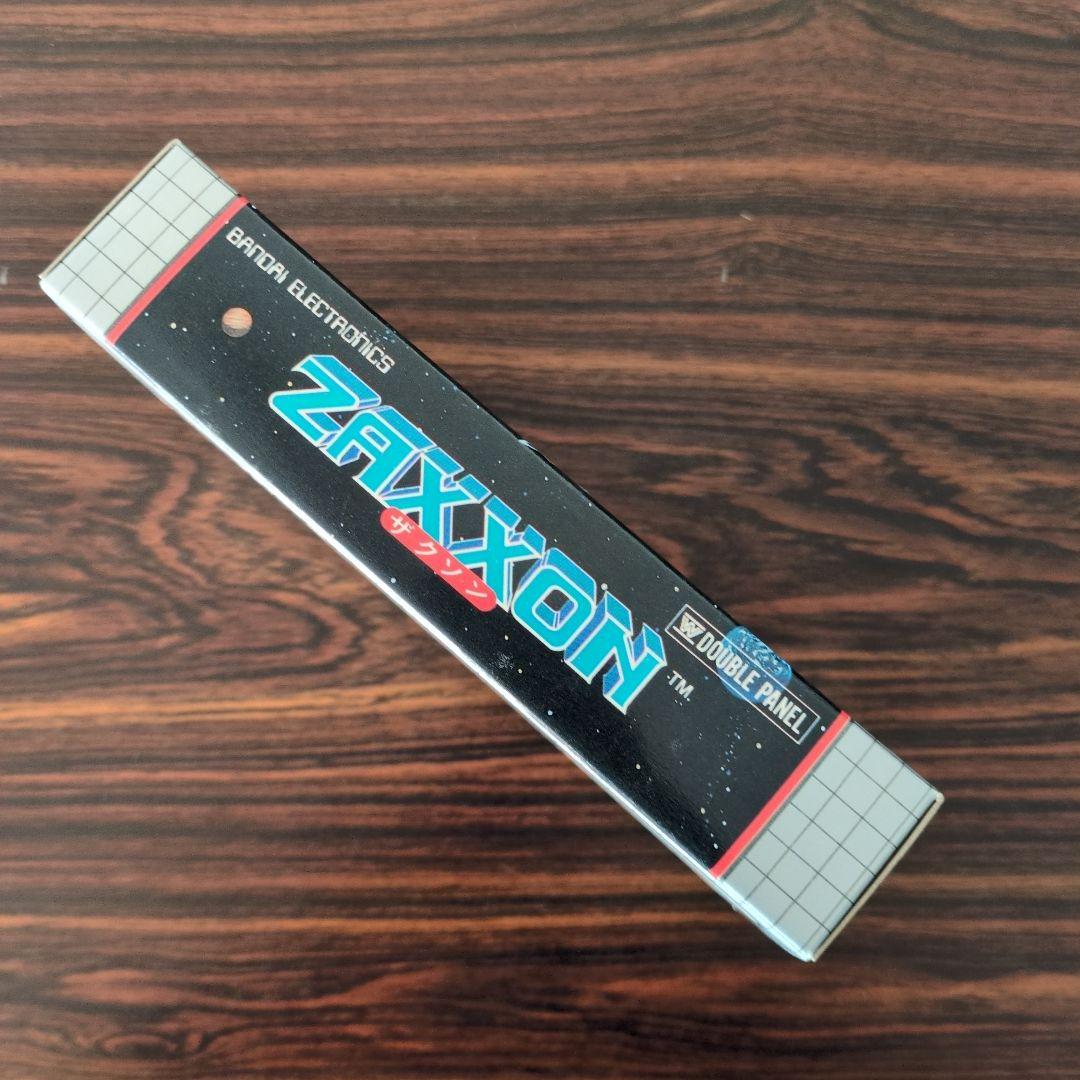 BANDAI ELECTRONICS
ZAXXON TM
ザクソン
W DOUBLE PANEL